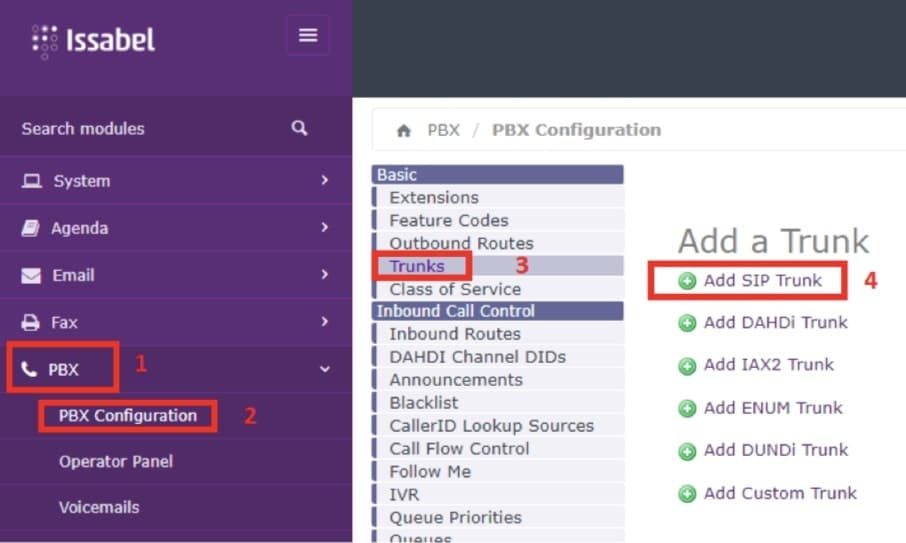 Issabel
Search modules
System
Agenda
Email
Fax
PBX 1
PBX Configuration 2
Operator Panel
Voicemails
PBX / PBX Configuration
Basic
Extensions
Feature Codes
Outbound Routes
Trunks 3
Class of Service
Inbound Call Control
Inbound Routes
DAHDI Channel DIDs
Announcements
Blacklist
CallerID Lookup Sources
Call Flow Control
Follow Me
IVR
Queue Priorities
Queues
Add a Trunk
Add SIP Trunk 4
Add DAHDi Trunk
Add IAX2 Trunk
Add ENUM Trunk
Add DUNDi Trunk
Add Custom Trunk